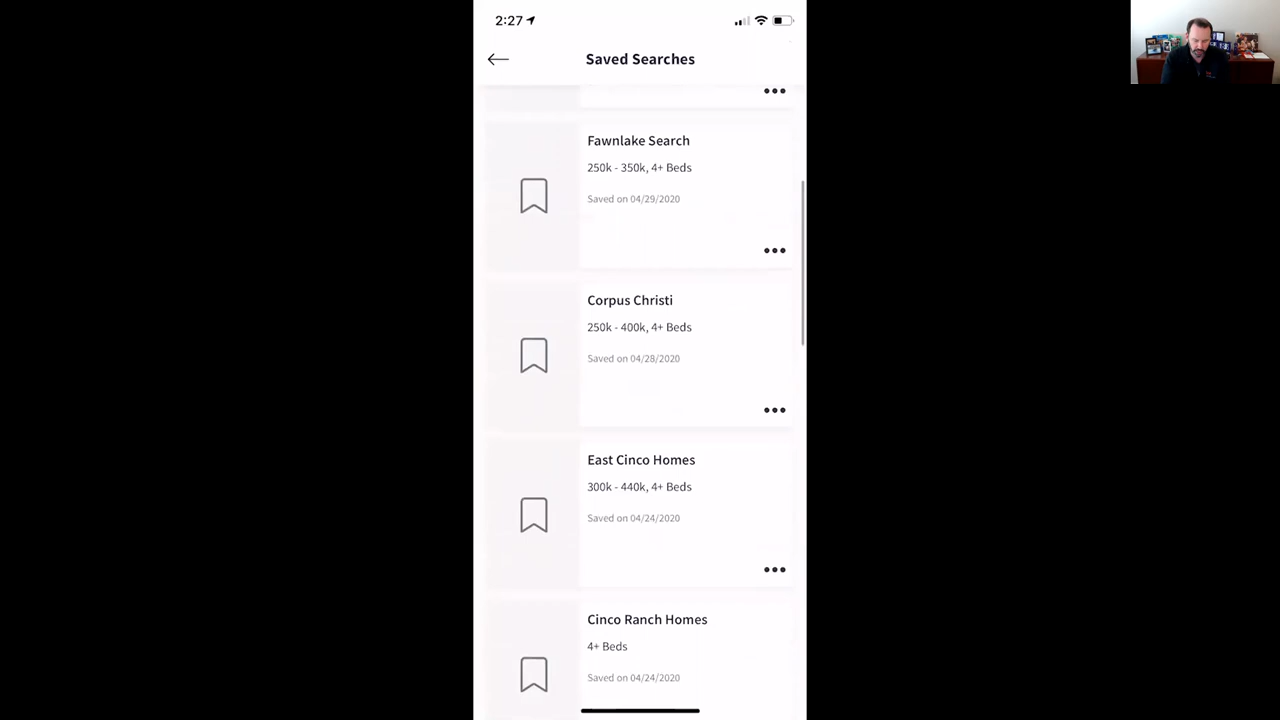 2:27
Saved Searches
Fawnlake Search
250k - 350k, 4+ Beds
Saved on 04/29/2020
Corpus Christi
250k - 400k, 4+ Beds
Saved on 04/28/2020
East Cinco Homes
300k - 440k, 4+ Beds
Saved on 04/24/2020
Cinco Ranch Homes
4+ Beds
Saved on 04/24/2020